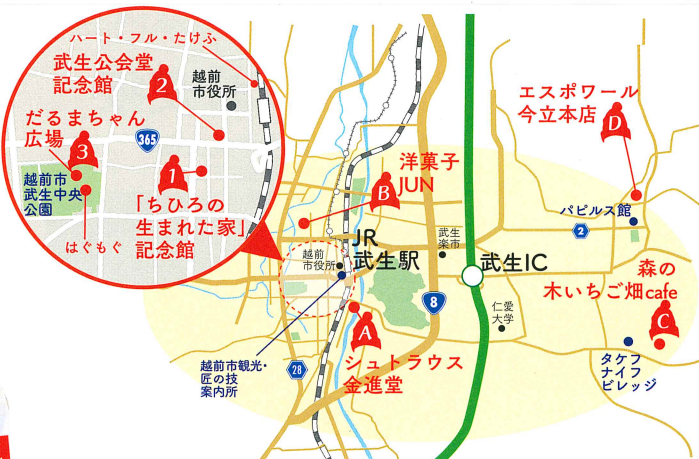 ハート・フル・たけふ
武生公会堂
記念館
2
越前
市役所
だるまちゃん
広場
3
365
1
越前市
武生中央
公園
「ちひろの
生まれた家」
記念館
はぐもぐ
洋菓子
JUN
B
JR
武生駅
越前
市役所
武生
楽市
武生IC
エスポワール
今立本店
D
パピルス館
2
森の
木いちご畑cafe
C
8
仁愛
大学
A
シュトラウス
金進堂
越前市観光・
匠の技
案内所
28
タケフ
ナイフ
ビレッジ